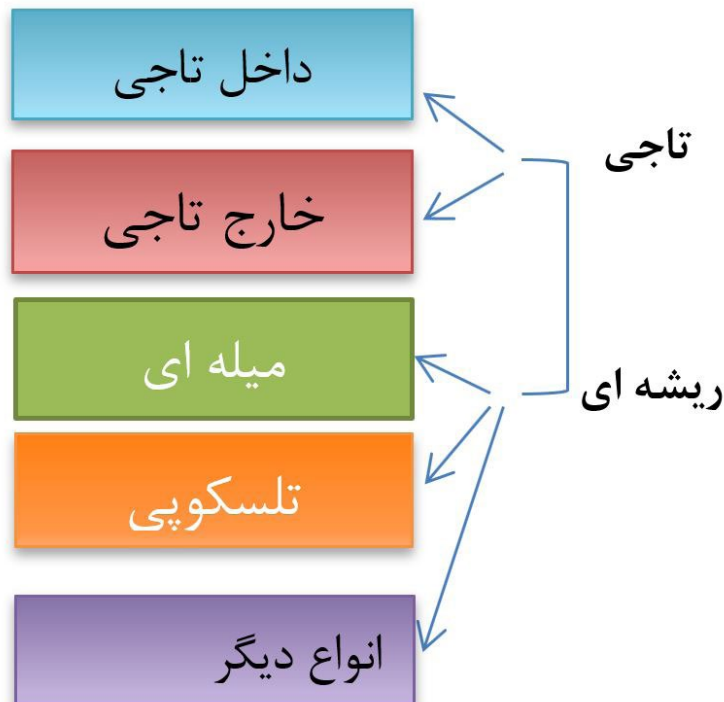 تاجی
داخل تاجی
خارج تاجی
ریشه ای
میله ای
تلسکوپی
انواع دیگر